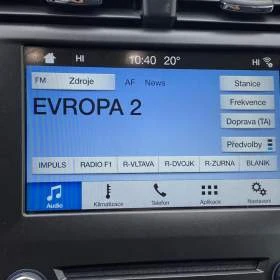 HI 10:40 20° HI
FM Zdroje AF News Stanice
EVROPA 2
Frekvence
Doprava (TA)
Předvolby
IMPULS RADIO F1 R-VLTAVA R-DVOJK R-ZURNA BLANIK
Audio Klimatizace Telefon Aplikace Nastavení